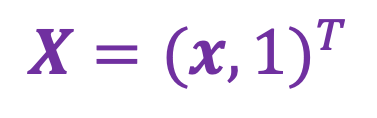 X = (x, 1)ᵀ